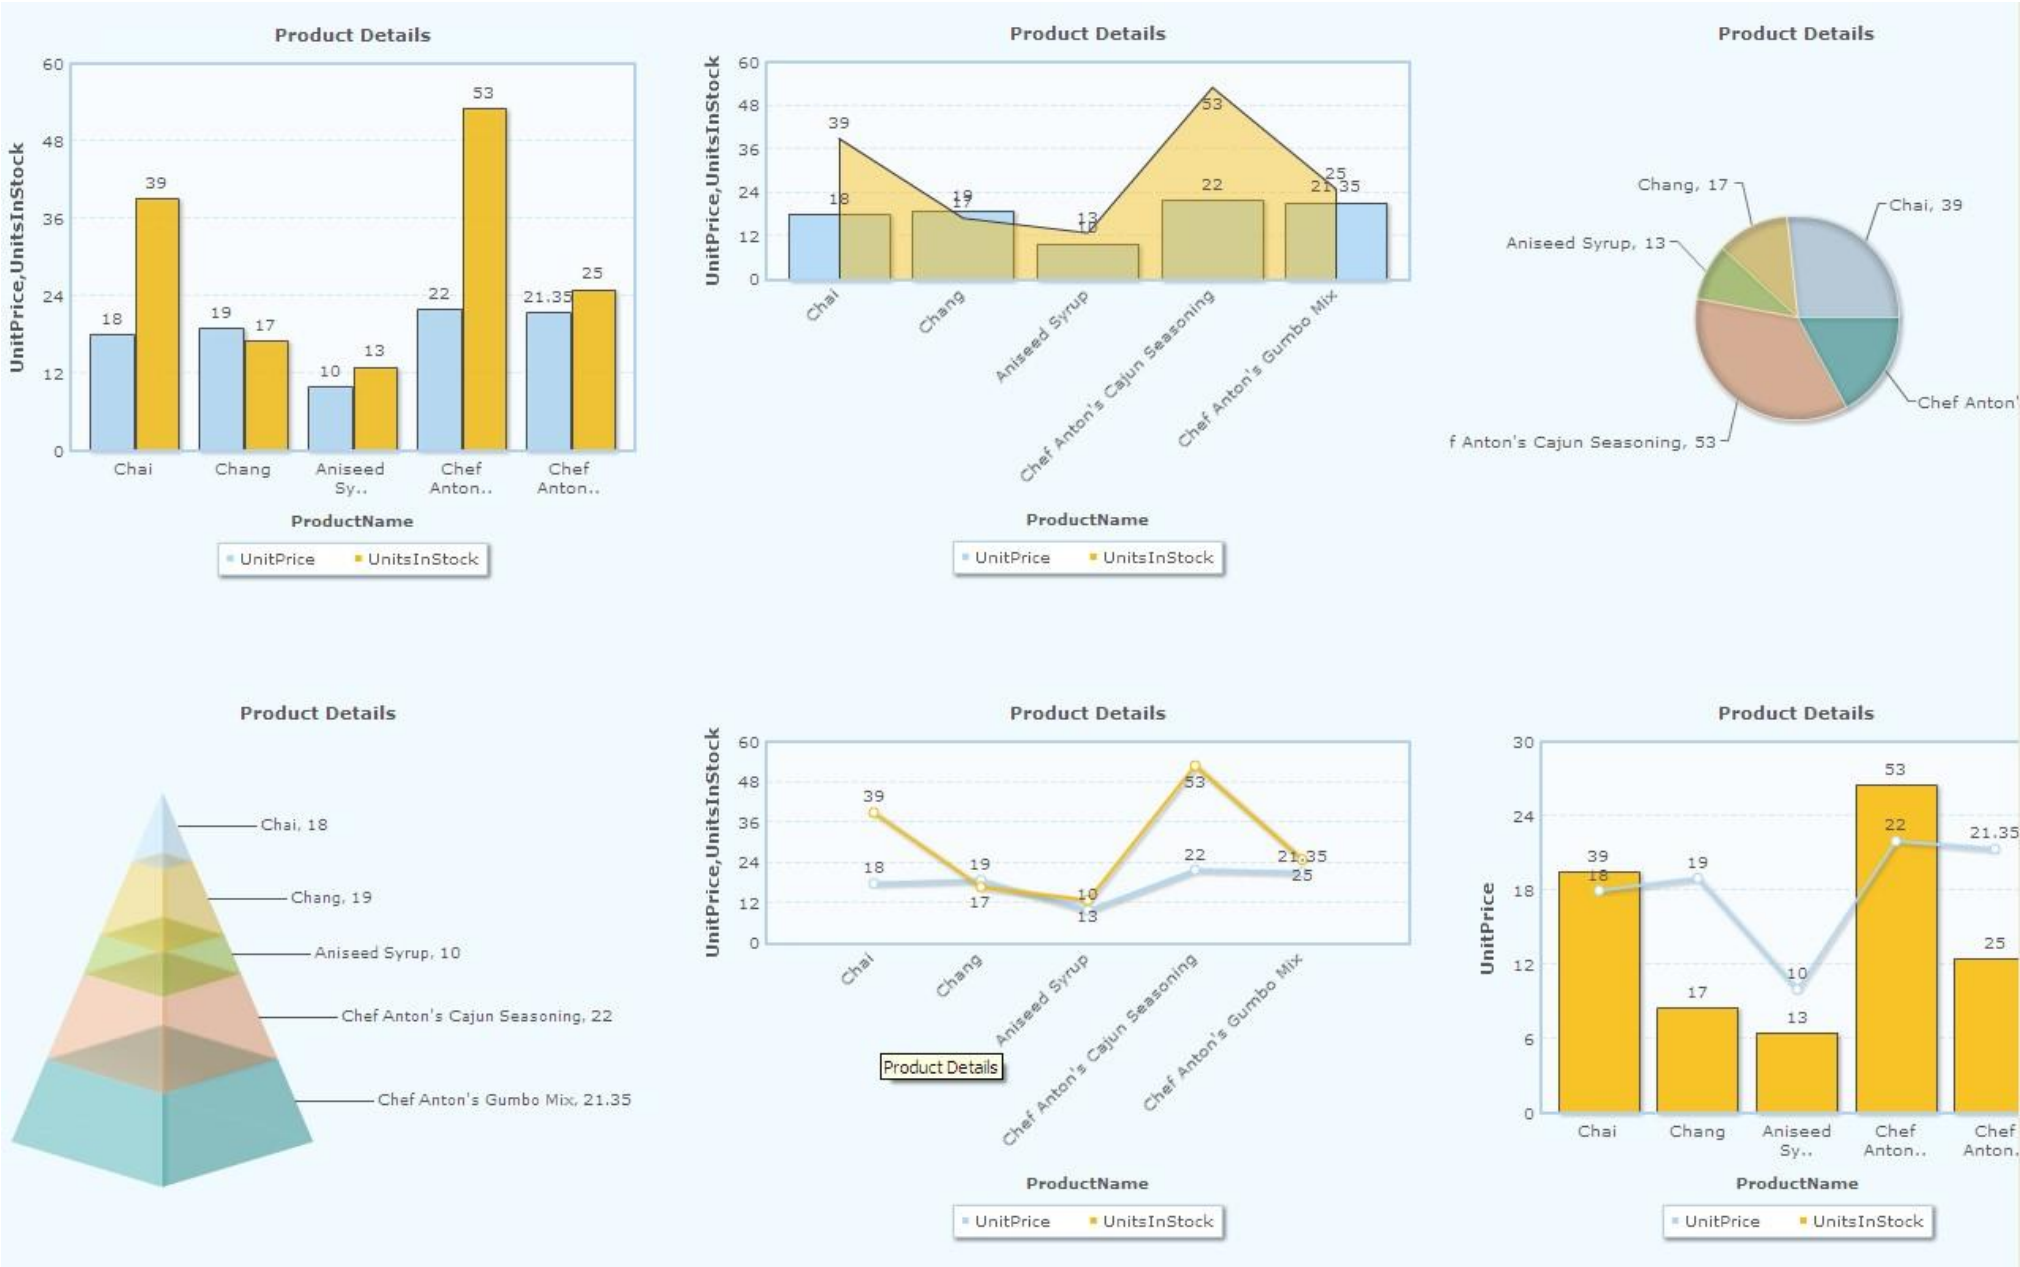 Product Details
60
48
36
24
12
0
UnitPrice,UnitsInStock
18
39
19
17
10
13
22
53
21.35
25
Chai
Chang
Aniseed
Sy..
Chef
Anton..
Chef
Anton..
ProductName
UnitPrice
UnitsInStock
Product Details
60
48
36
24
12
0
UnitPrice,UnitsInStock
39
18
19
17
13
10
53
22
25
21.35
Chai
Chang
Aniseed Syrup
Chef Anton's Cajun Seasoning
Chef Anton's Gumbo Mix
ProductName
UnitPrice
UnitsInStock
Product Details
Chang, 17
Chai, 39
Aniseed Syrup, 13
Chef Anton'
f Anton's Cajun Seasoning, 53
Product Details
Chai, 18
Chang, 19
Aniseed Syrup, 10
Chef Anton's Cajun Seasoning, 22
Chef Anton's Gumbo Mix, 21.35
Product Details
60
48
36
24
12
0
UnitPrice,UnitsInStock
39
18
19
17
10
13
53
22
21.35
25
Chai
Chang
Aniseed Syrup
Chef Anton's Cajun Seasoning
Chef Anton's Gumbo Mix
Product Details
ProductName
UnitPrice
UnitsInStock
Product Details
30
24
18
12
6
0
UnitPrice
39
18
19
17
10
13
53
22
21.35
25
Chai
Chang
Aniseed
Sy..
Chef
Anton..
Chef
Anton.
ProductName
UnitPrice
UnitsInStock